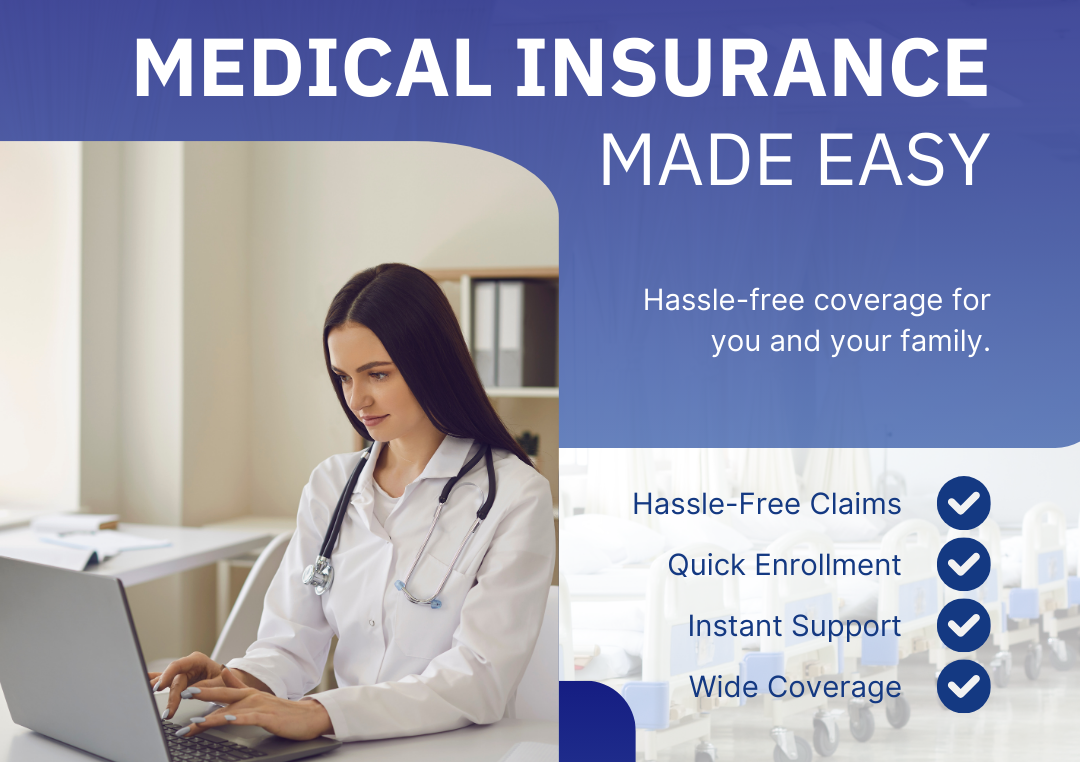 MEDICAL INSURANCE
MADE EASY
Hassle-free coverage for
you and your family.
Hassle-Free Claims
Quick Enrollment
Instant Support
Wide Coverage